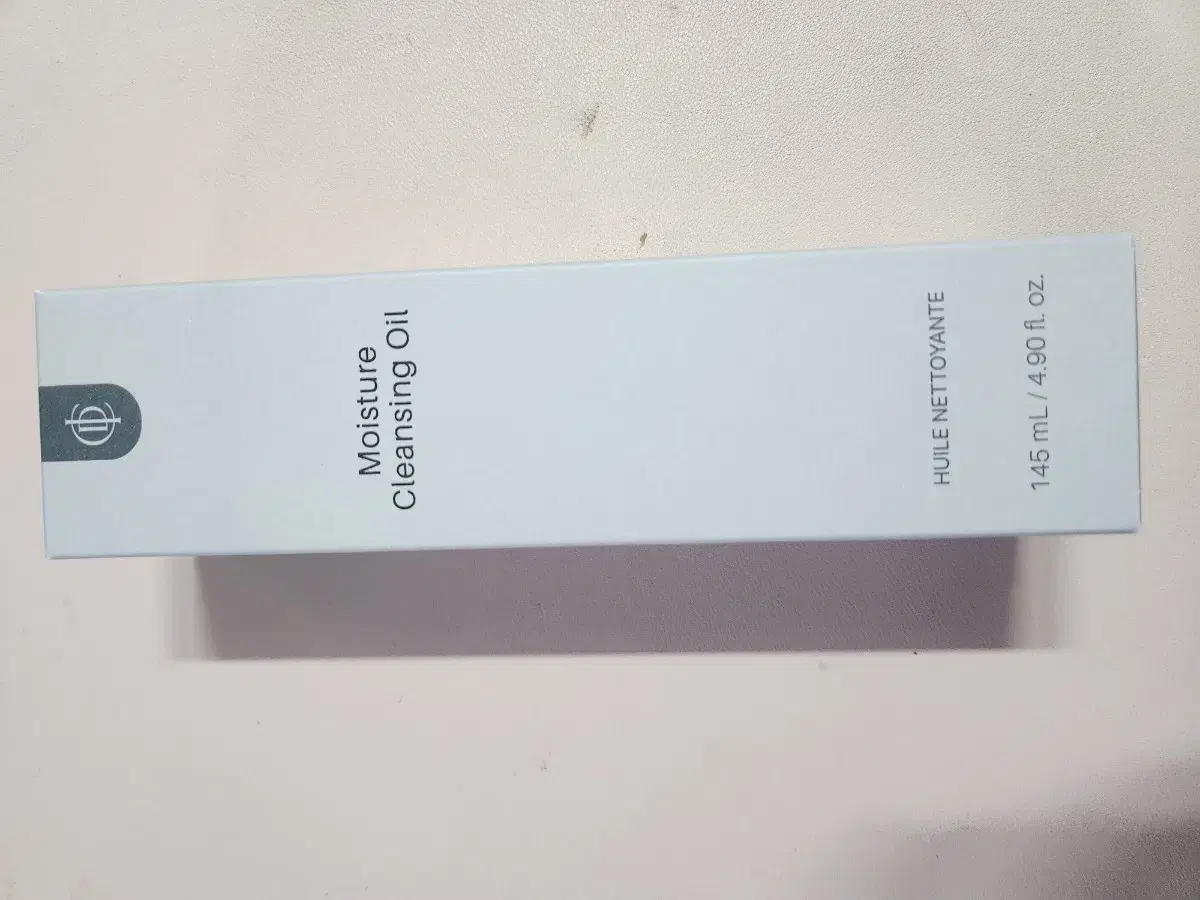 Moisture
Cleansing Oil
HUILE NETTOYANTE
145 mL / 4.90 fl. oz.